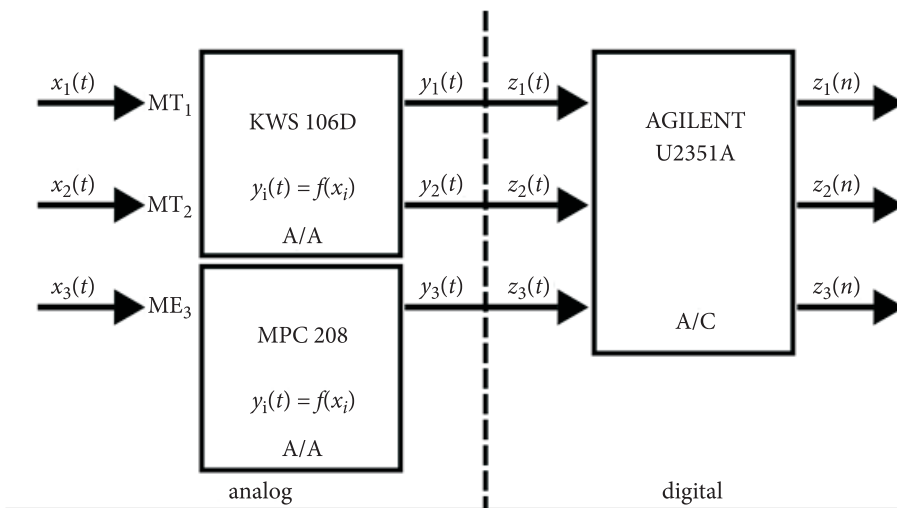 x₁(t) MT₁ y₁(t) z₁(t) z₁(n)
KWS 106D AGILENT
U2351A
x₂(t) MT₂ yᵢ(t) = f(xᵢ) y₂(t) z₂(t) z₂(n)
A/A
x₃(t) ME₃ y₃(t) z₃(t) z₃(n)
MPC 208 A/C
yᵢ(t) = f(xᵢ)
A/A
analog digital